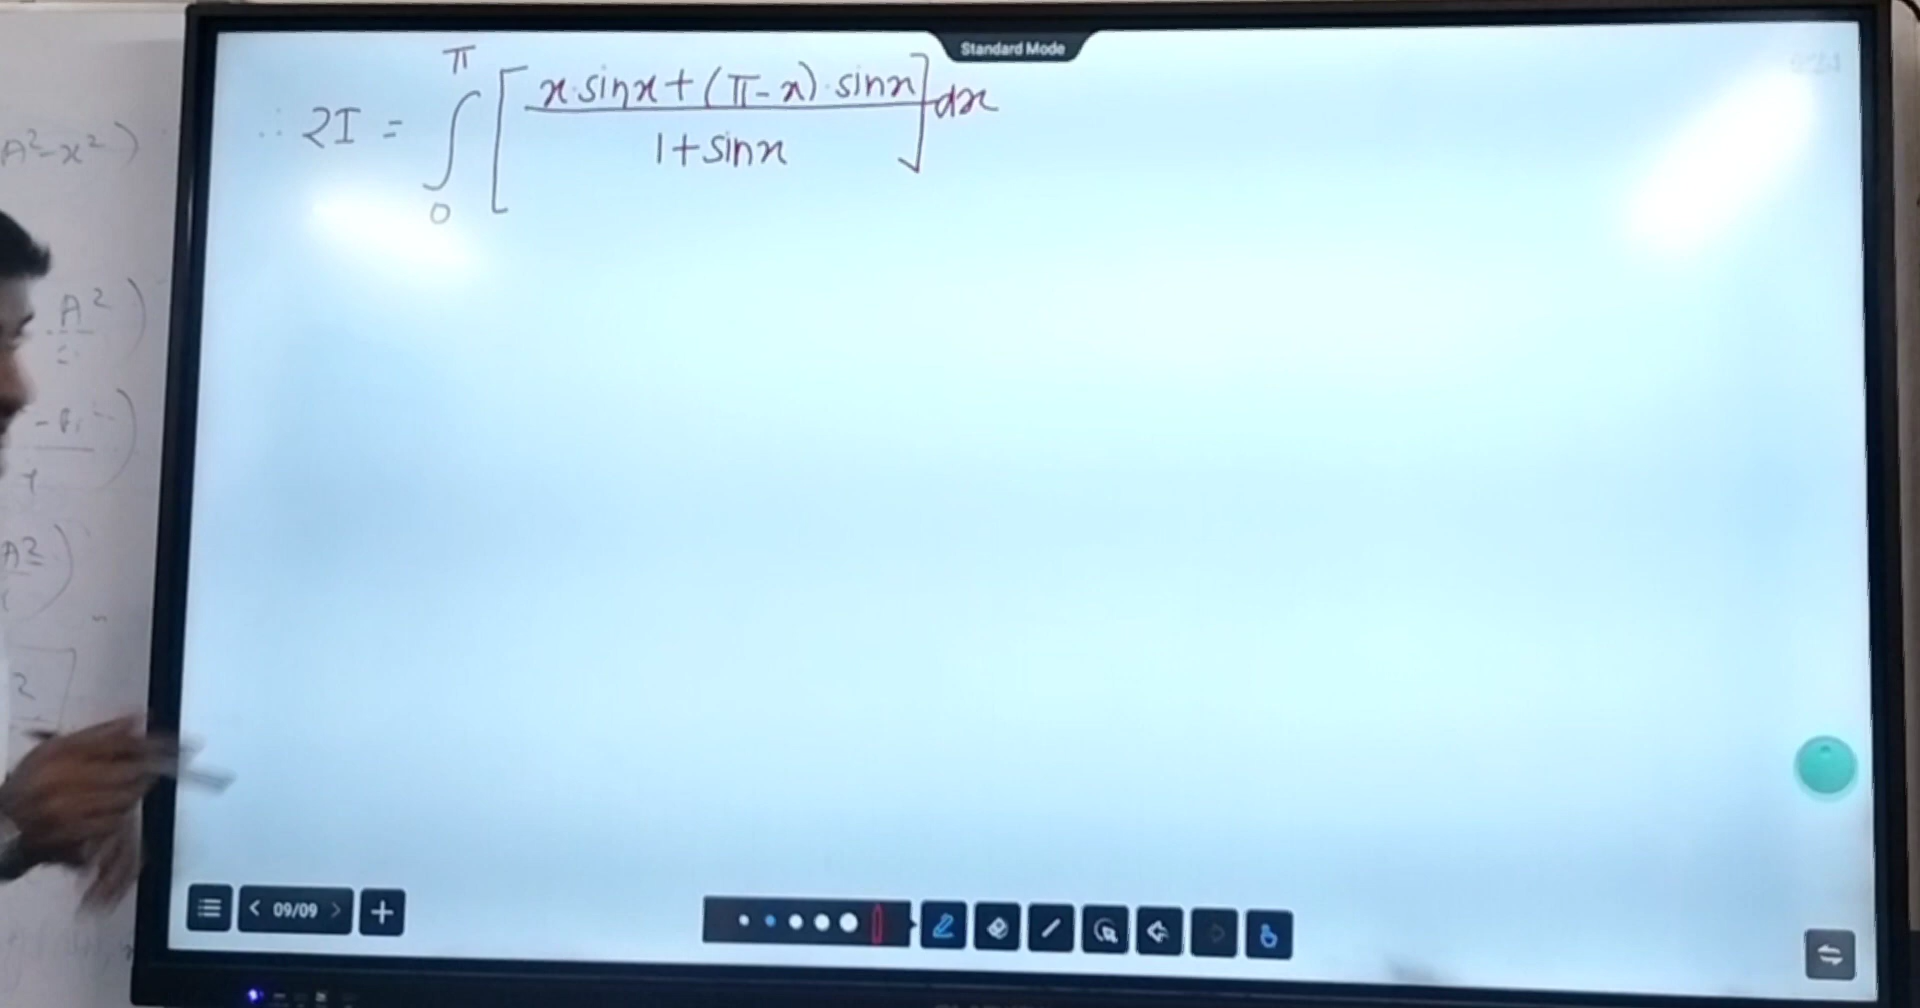 Standard Mode
∴ 2I = ∫₀^π [ (x·sinx + (π-x)·sinx) / (1+sinx) ] dx
A²-x²)
A²
A²
2
09/09